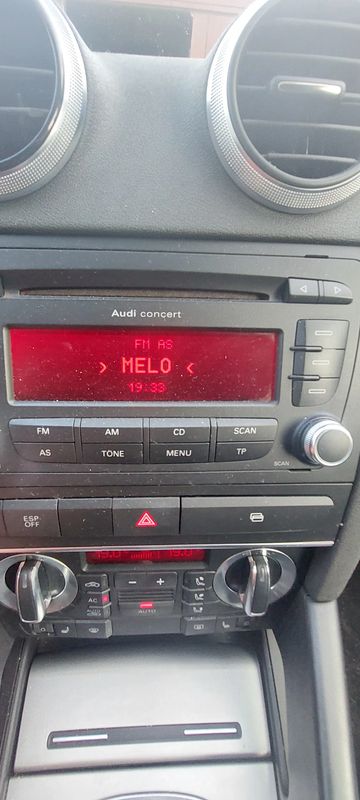 Audi concert
FM AS
› MELO ‹
19:33
FM AM CD SCAN
AS TONE MENU TP
SCAN
ESP
OFF
19.0 19.0
− +
AC
AUTO